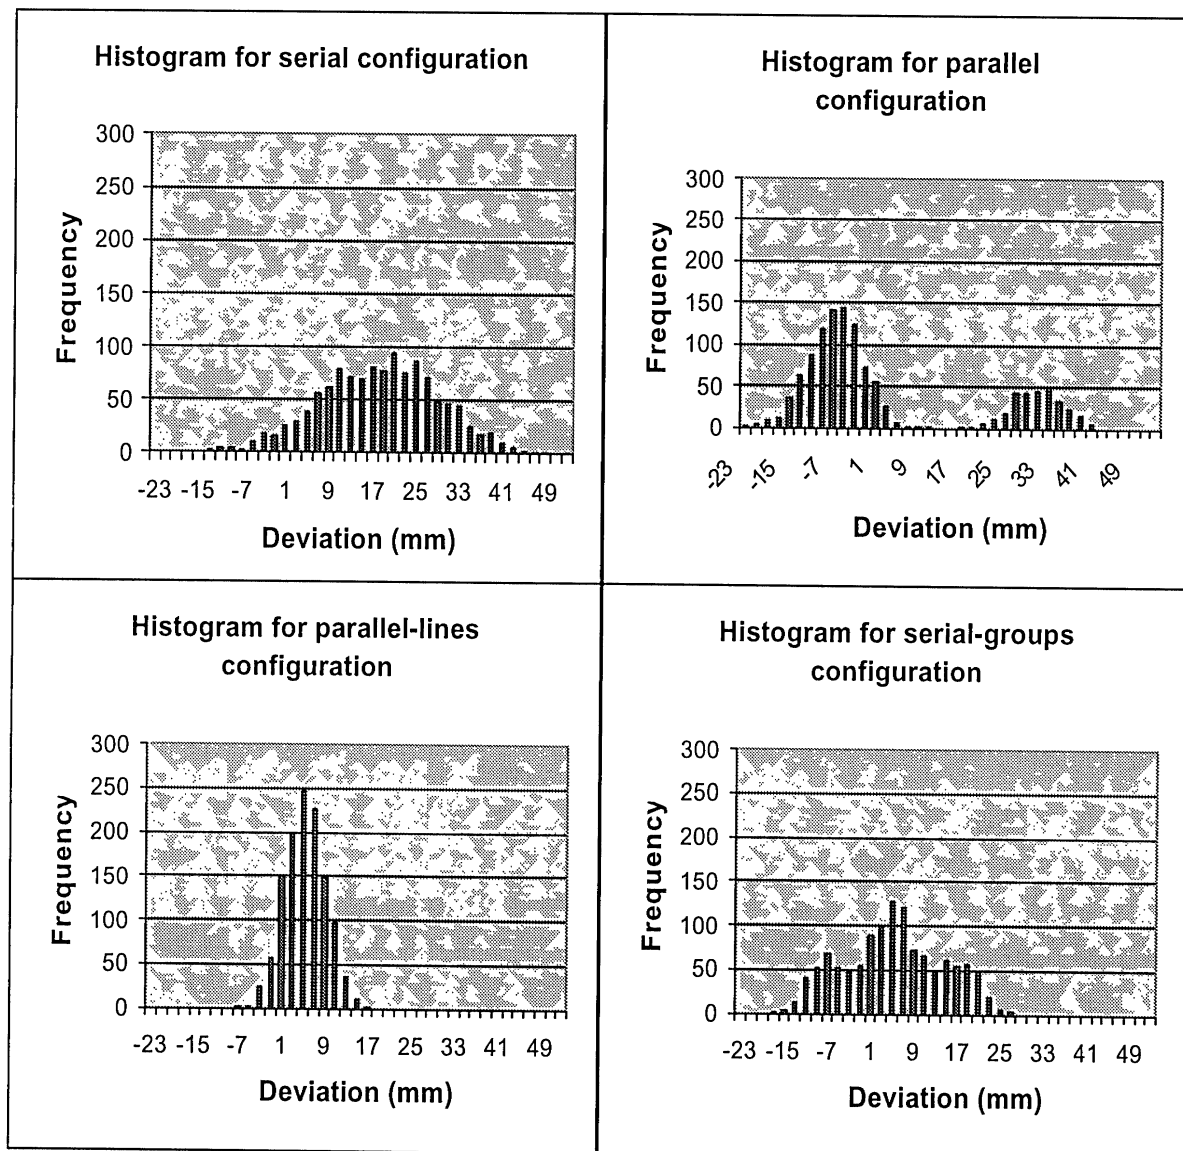 Histogram for serial configuration
300
250
200
150
100
50
0
Frequency
-23 -15 -7 1 9 17 25 33 41 49
Deviation (mm)
Histogram for parallel
configuration
300
250
200
150
100
50
0
Frequency
-23 -15 -7 1 9 17 25 33 41 49
Deviation (mm)
Histogram for parallel-lines
configuration
300
250
200
150
100
50
0
Frequency
-23 -15 -7 1 9 17 25 33 41 49
Deviation (mm)
Histogram for serial-groups
configuration
300
250
200
150
100
50
0
Frequency
-23 -15 -7 1 9 17 25 33 41 49
Deviation (mm)